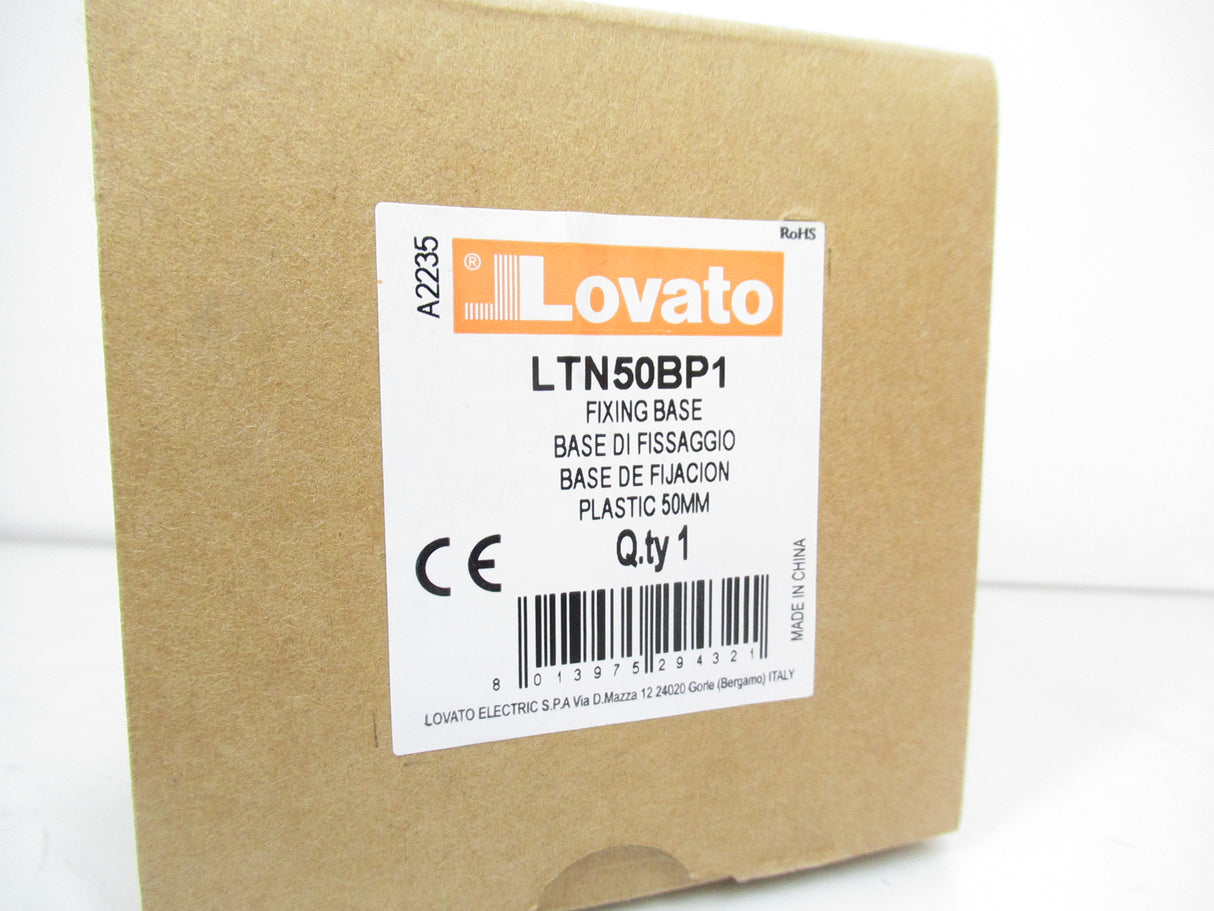 RoHS
A2235
® Lovato
LTN50BP1
FIXING BASE
BASE DI FISSAGGIO
BASE DE FIJACION
PLASTIC 50MM
Q.ty 1
CE
MADE IN CHINA
8 013975 294321
LOVATO ELECTRIC S.P.A Via D.Mazza 12 24020 Gorle (Bergamo) ITALY